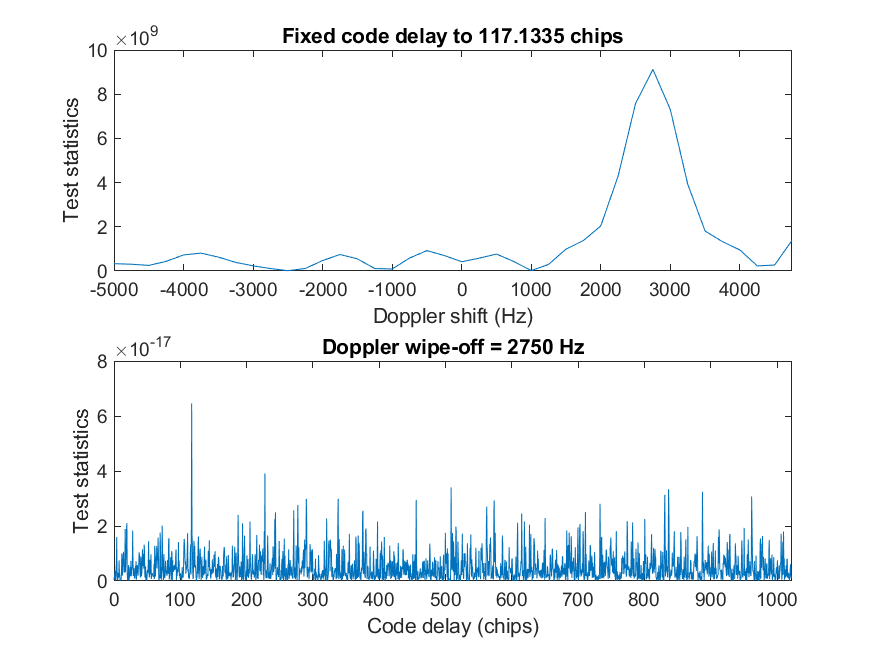 ×10^9
Fixed code delay to 117.1335 chips
10
8
6
4
2
0
Test statistics
-5000 -4000 -3000 -2000 -1000 0 1000 2000 3000 4000
Doppler shift (Hz)
×10^-17
Doppler wipe-off = 2750 Hz
8
6
4
2
0
Test statistics
0 100 200 300 400 500 600 700 800 900 1000
Code delay (chips)